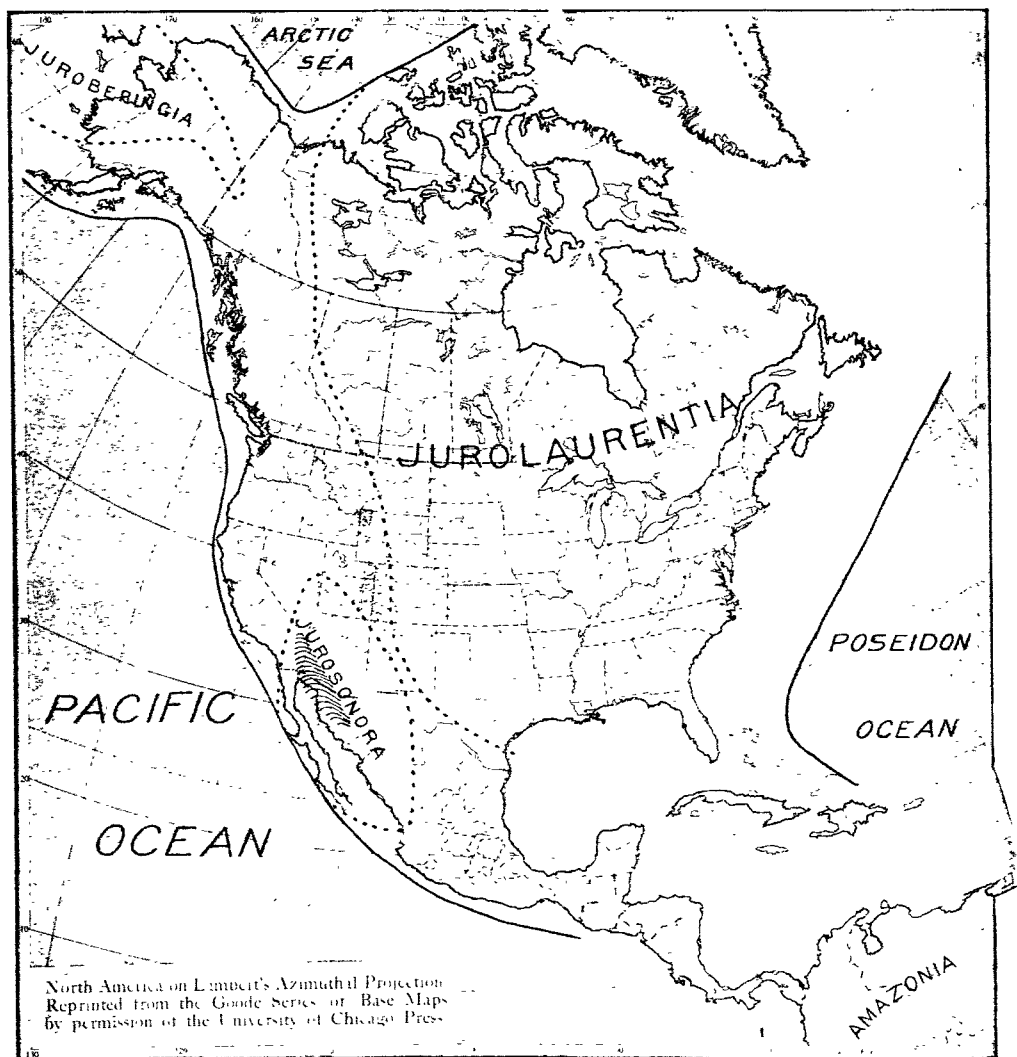 ARCTIC
SEA
JUROBERINGIA
JUROLAURENTIA
JUROSONORA
POSEIDON
OCEAN
PACIFIC
OCEAN
AMAZONIA
North America on Lambert's Azimuthal Projection
Reprinted from the Goode Series of Base Maps
by permission of the University of Chicago Press